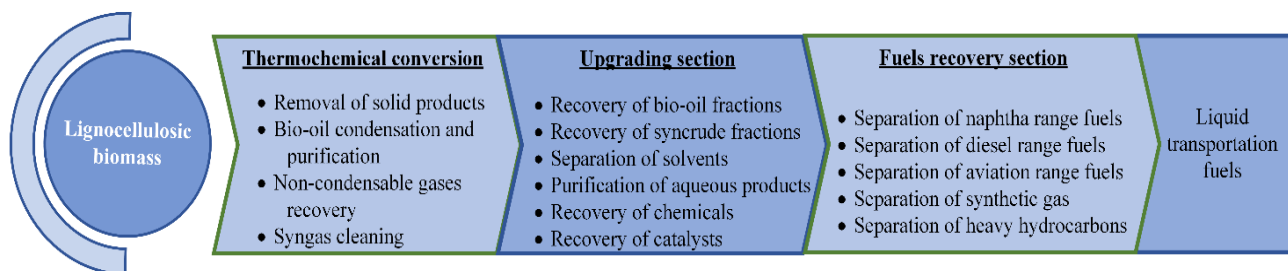 Lignocellulosic
biomass
Thermochemical conversion
• Removal of solid products
• Bio-oil condensation and
purification
• Non-condensable gases
recovery
• Syngas cleaning
Upgrading section
• Recovery of bio-oil fractions
• Recovery of syncrude fractions
• Separation of solvents
• Purification of aqueous products
• Recovery of chemicals
• Recovery of catalysts
Fuels recovery section
• Separation of naphtha range fuels
• Separation of diesel range fuels
• Separation of aviation range fuels
• Separation of synthetic gas
• Separation of heavy hydrocarbons
Liquid
transportation
fuels